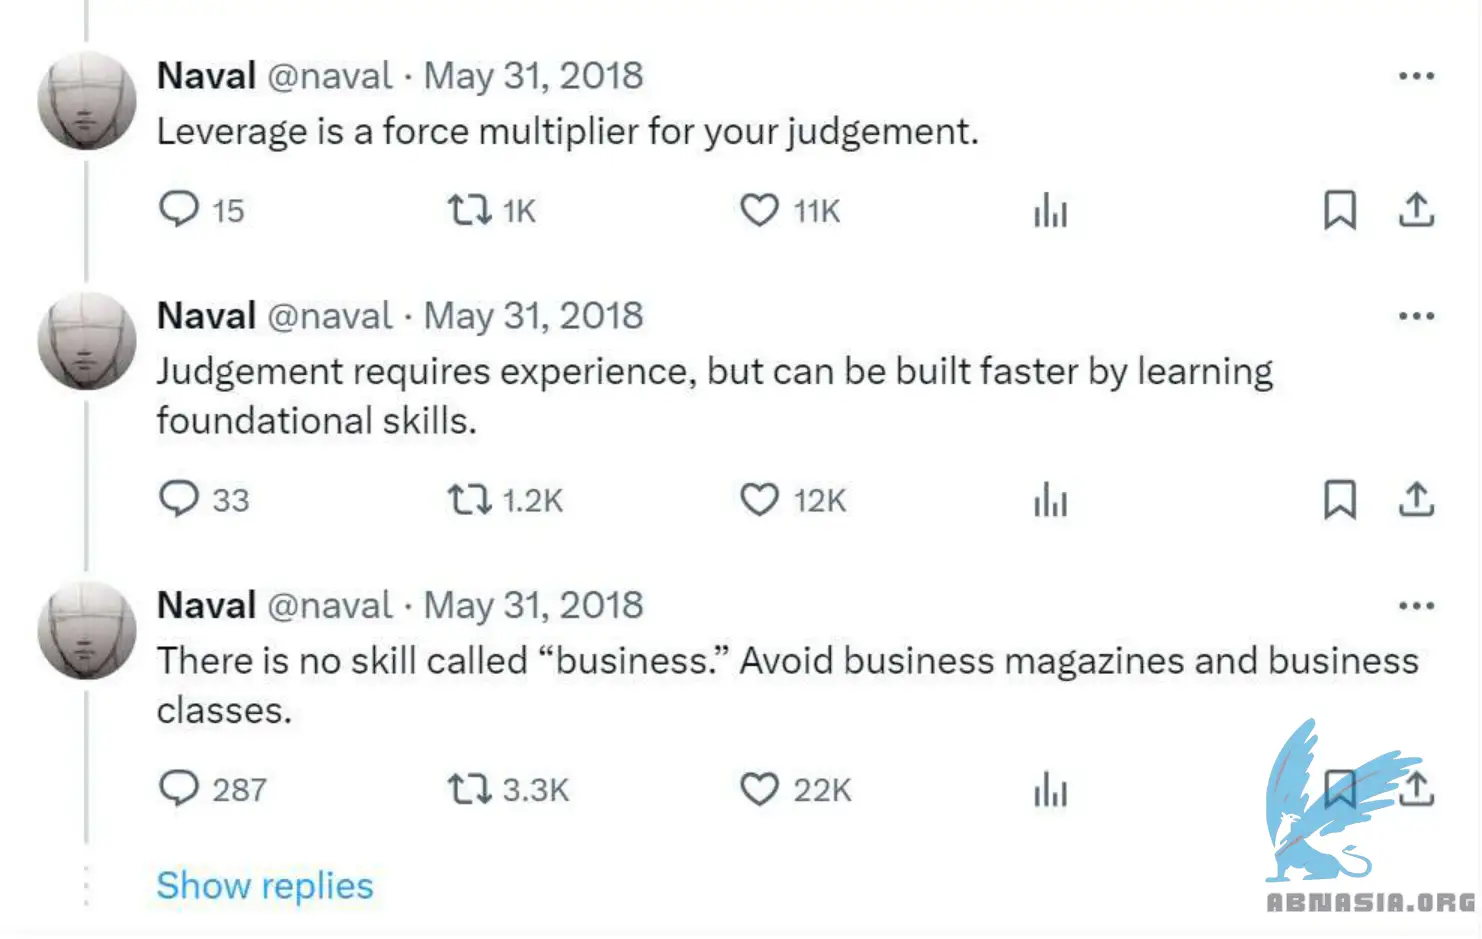 Naval @naval · May 31, 2018
Leverage is a force multiplier for your judgement.
15 1K 11K
Naval @naval · May 31, 2018
Judgement requires experience, but can be built faster by learning
foundational skills.
33 1.2K 12K
Naval @naval · May 31, 2018
There is no skill called “business.” Avoid business magazines and business
classes.
287 3.3K 22K
Show replies
ABNASIA.ORG